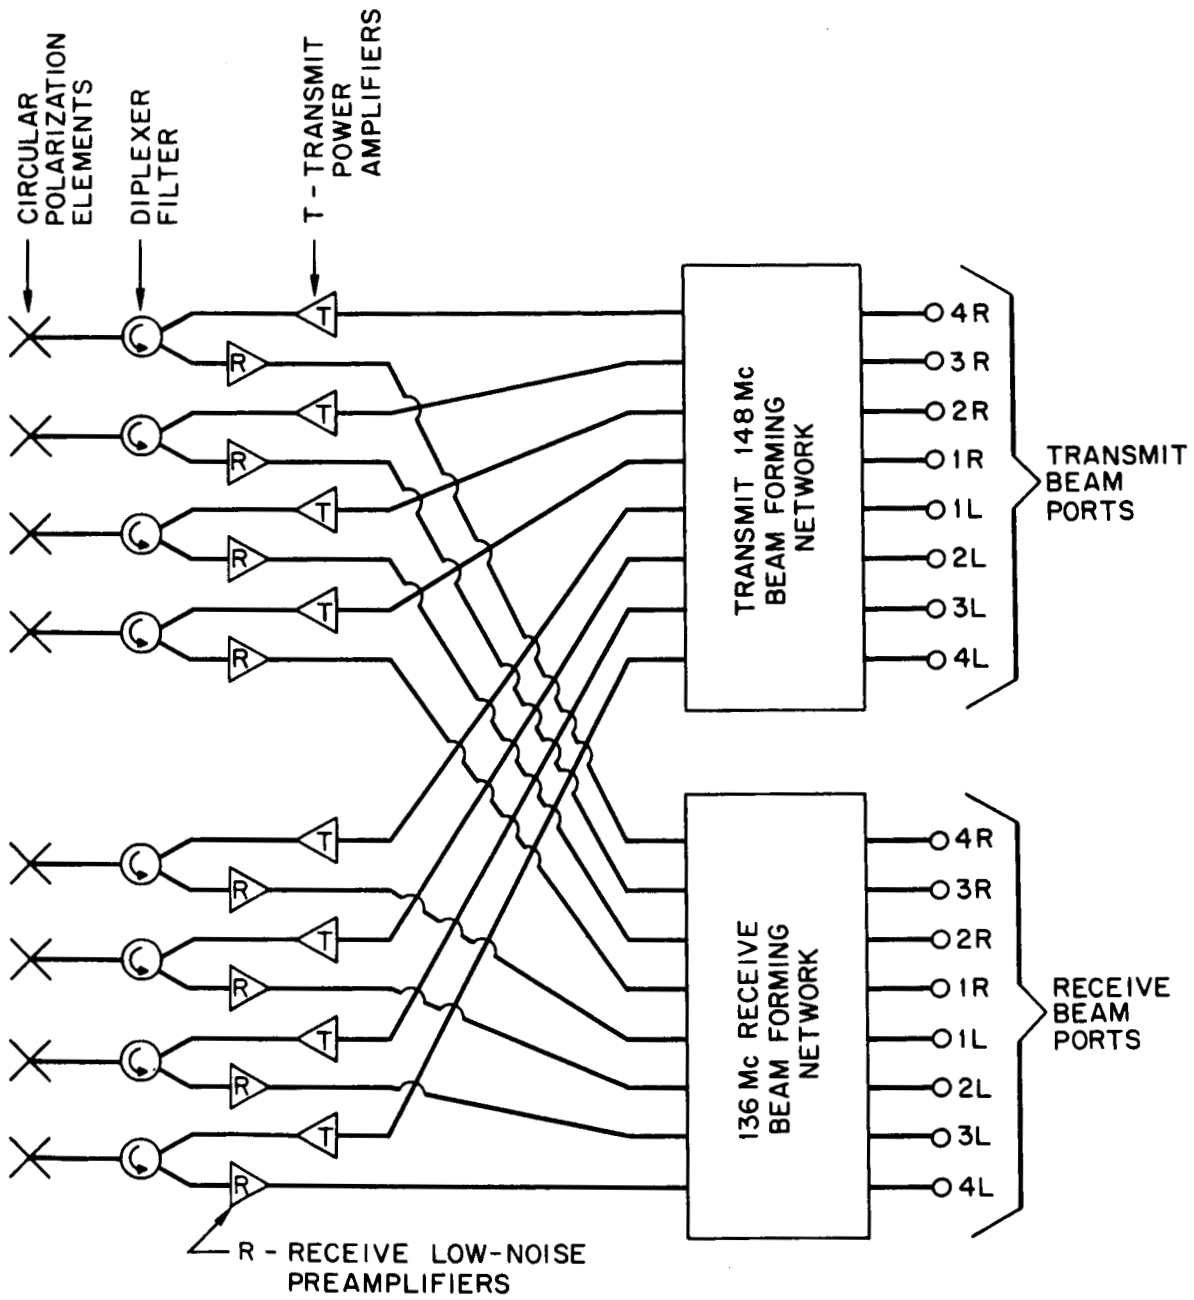 CIRCULAR
POLARIZATION
ELEMENTS
DIPLEXER
FILTER
T - TRANSMIT
POWER
AMPLIFIERS
T
R
T
R
T
R
T
R
T
R
T
R
T
R
T
R
TRANSMIT 148 Mc
BEAM FORMING
NETWORK
4R
3R
2R
1R
1L
2L
3L
4L
TRANSMIT
BEAM
PORTS
136 Mc RECEIVE
BEAM FORMING
NETWORK
4R
3R
2R
1R
1L
2L
3L
4L
RECEIVE
BEAM
PORTS
R - RECEIVE LOW-NOISE
PREAMPLIFIERS